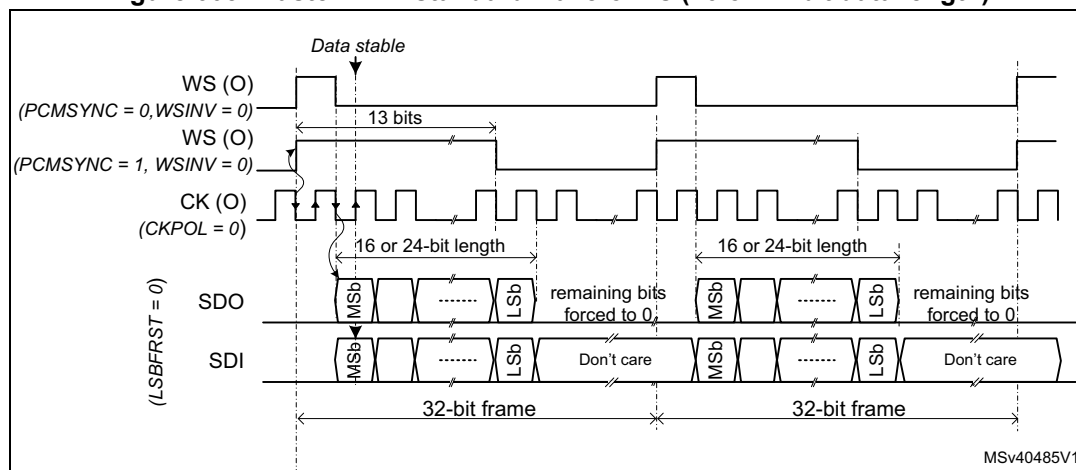 Data stable
WS (O)
(PCMSYNC = 0,WSINV = 0)
13 bits
WS (O)
(PCMSYNC = 1, WSINV = 0)
CK (O)
(CKPOL = 0)
16 or 24-bit length
16 or 24-bit length
(LSBFRST = 0)
SDO
MSb
LSb
remaining bits
forced to 0
MSb
LSb
remaining bits
forced to 0
SDI
MSb
LSb
Don't care
MSb
LSb
Don't care
32-bit frame
32-bit frame
MSv40485V1